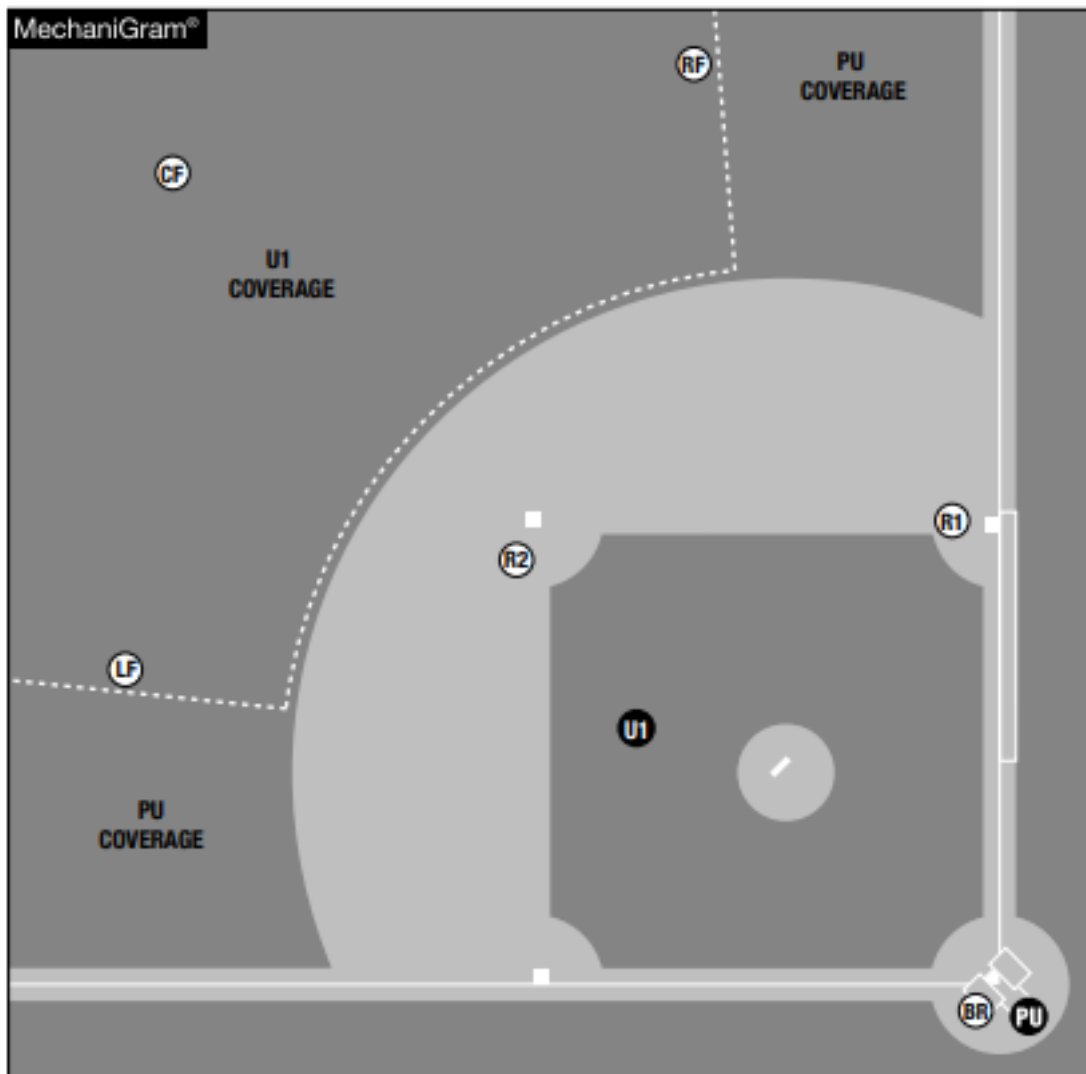 MechaniGram®
RF
PU
COVERAGE
CF
U1
COVERAGE
R1
R2
LF
U1
PU
COVERAGE
BR
PU